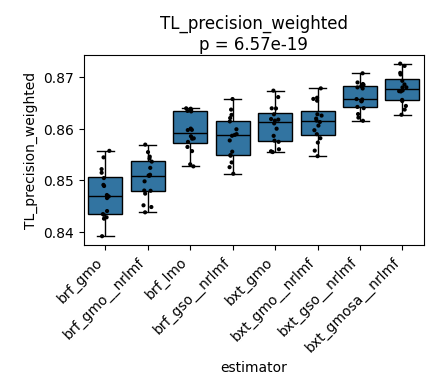 TL_precision_weighted
p = 6.57e-19
TL_precision_weighted
0.87
0.86
0.85
0.84
brf_gmo
brf_gmo__nrlmf
brf_lmo
brf_gso__nrlmf
bxt_gmo
bxt_gmo__nrlmf
bxt_gso__nrlmf
bxt_gmosa__nrlmf
estimator